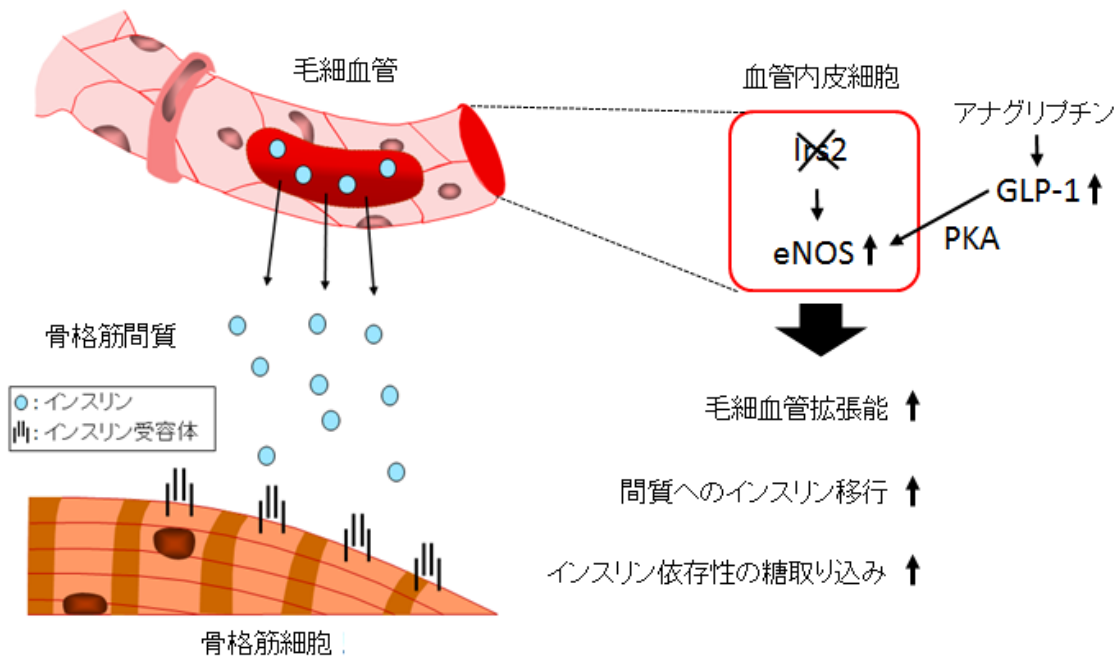 毛細血管
血管内皮細胞
アナグリプチン
Irs2
GLP-1
eNOS
PKA
骨格筋間質
:インスリン
:インスリン受容体
毛細血管拡張能
間質へのインスリン移行
インスリン依存性の糖取り込み
骨格筋細胞